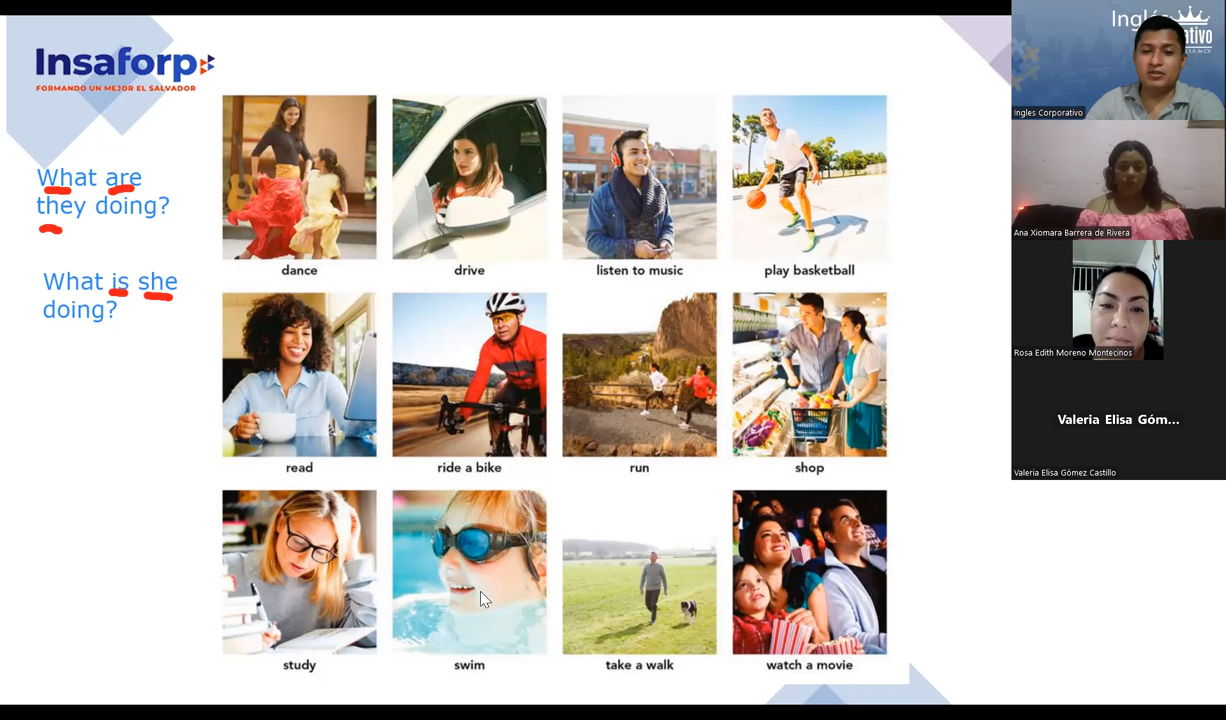 Insaforp
FORMANDO UN MEJOR EL SALVADOR
What are
they doing?
What is she
doing?
dance
drive
listen to music
play basketball
read
ride a bike
run
shop
study
swim
take a walk
watch a movie
Ingles Corporativo
Ana Xiomara Barrera de Rivera
Rosa Edith Moreno Montecinos
Valeria Elisa Góm...
Valeria Elisa Gómez Castillo